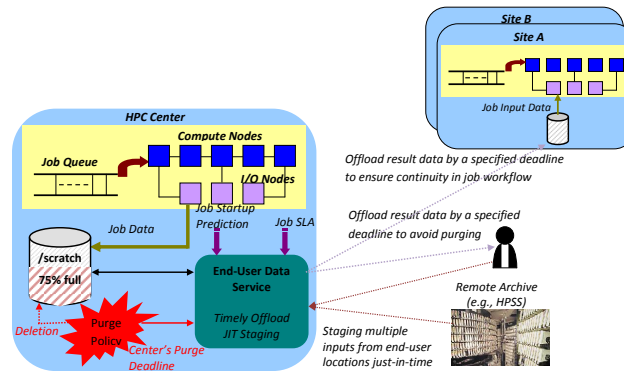 Site B
Site A
Job Input Data
HPC Center
Compute Nodes
Job Queue
I/O Nodes
Job Startup
Prediction
Job SLA
Job Data
/scratch
75% full
End-User Data
Service
Timely Offload
JIT Staging
Purge
Policy
Deletion
Center's Purge
Deadline
Offload result data by a specified deadline
to ensure continuity in job workflow
Offload result data by a specified
deadline to avoid purging
Remote Archive
(e.g., HPSS)
Staging multiple
inputs from end-user
locations just-in-time